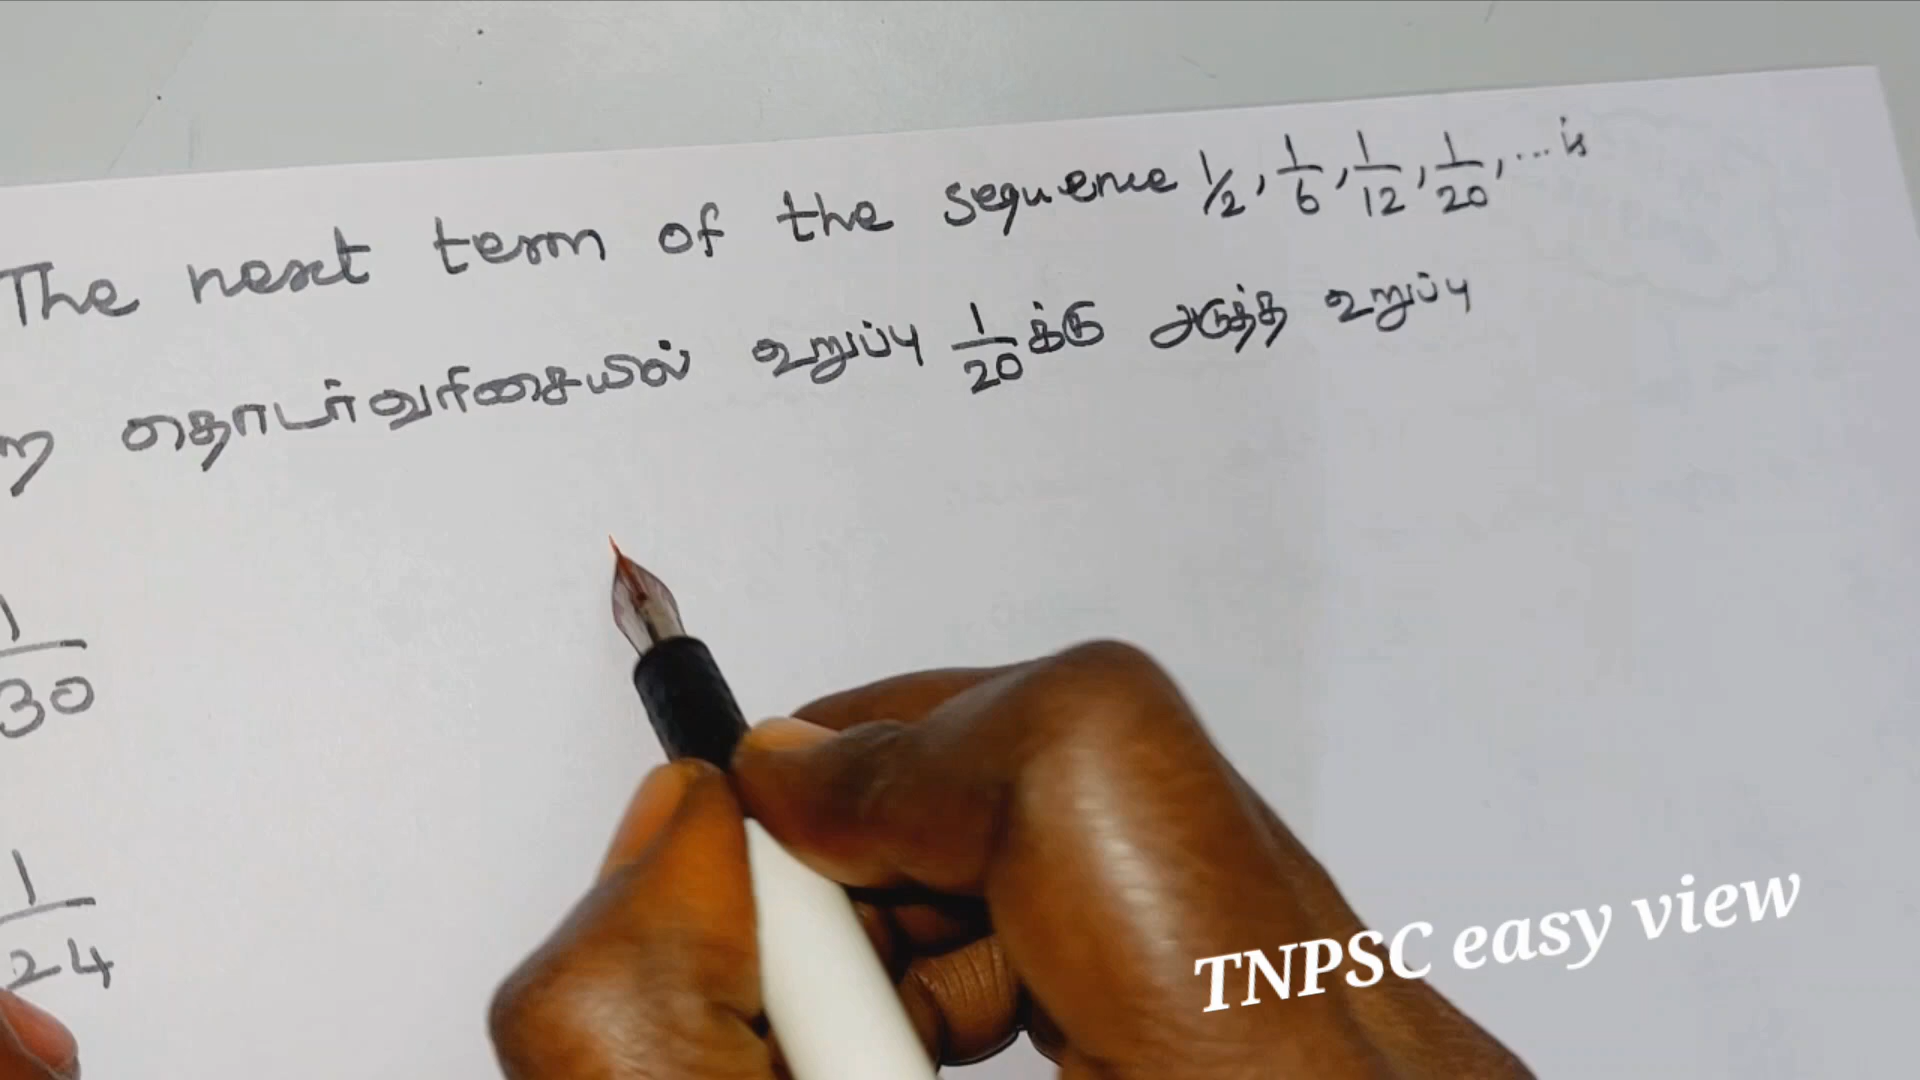 The next term of the sequence 1/2, 1/6, 1/12, 1/20, ... is
தொடர்வரிசையில் உறுப்பு 1/20 க்கு அடுத்த உறுப்பு
1/30
1/24
TNPSC easy view